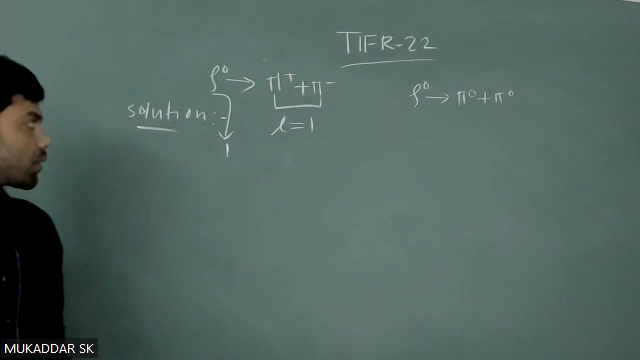 TIFR-22
ρ⁰ → π⁺ + π⁻
ρ⁰ → π⁰ + π⁰
solution:-
l=1
1
MUKADDAR SK